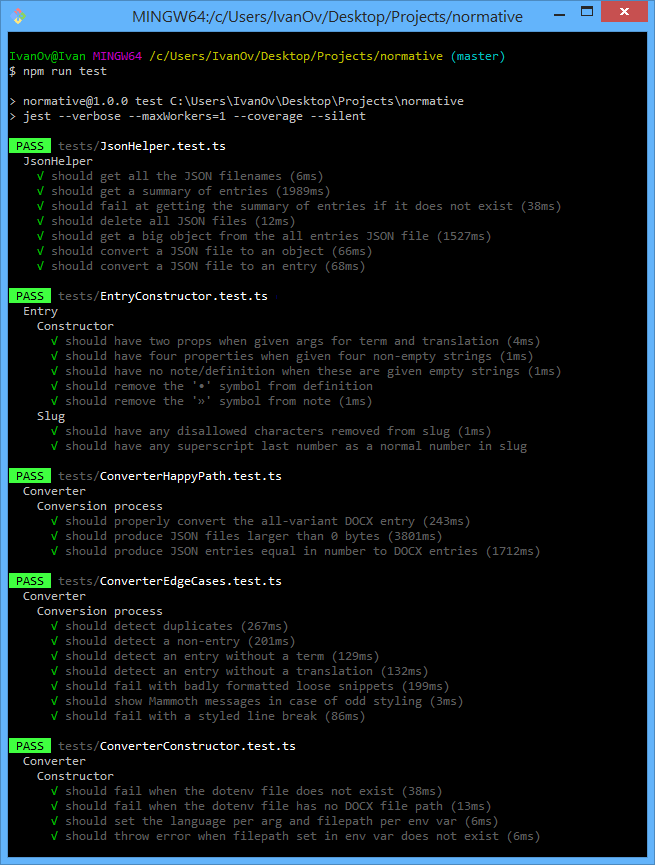 MINGW64:/c/Users/IvanOv/Desktop/Projects/normative
IvanOv@Ivan MINGW64 /c/Users/IvanOv/Desktop/Projects/normative (master)
$ npm run test
> normative@1.0.0 test C:\Users\IvanOv\Desktop\Projects\normative
> jest --verbose --maxWorkers=1 --coverage --silent
PASS tests/JsonHelper.test.ts
JsonHelper
√ should get all the JSON filenames (6ms)
√ should get a summary of entries (1989ms)
√ should fail at getting the summary of entries if it does not exist (38ms)
√ should delete all JSON files (12ms)
√ should get a big object from the all entries JSON file (1527ms)
√ should convert a JSON file to an object (66ms)
√ should convert a JSON file to an entry (68ms)
PASS tests/EntryConstructor.test.ts
Entry
Constructor
√ should have two props when given args for term and translation (4ms)
√ should have four properties when given four non-empty strings (1ms)
√ should have no note/definition when these are given empty strings (1ms)
√ should remove the '•' symbol from definition
√ should remove the '»' symbol from note (1ms)
Slug
√ should have any disallowed characters removed from slug (1ms)
√ should have any superscript last number as a normal number in slug
PASS tests/ConverterHappyPath.test.ts
Converter
Conversion process
√ should properly convert the all-variant DOCX entry (243ms)
√ should produce JSON files larger than 0 bytes (3801ms)
√ should produce JSON entries equal in number to DOCX entries (1712ms)
PASS tests/ConverterEdgeCases.test.ts
Converter
Conversion process
√ should detect duplicates (267ms)
√ should detect a non-entry (201ms)
√ should detect an entry without a term (129ms)
√ should detect an entry without a translation (132ms)
√ should fail with badly formatted loose snippets (199ms)
√ should show Mammoth messages in case of odd styling (3ms)
√ should fail with a styled line break (86ms)
PASS tests/ConverterConstructor.test.ts
Converter
Constructor
√ should fail when the dotenv file does not exist (38ms)
√ should fail when the dotenv file has no DOCX file path (13ms)
√ should set the language per arg and filepath per env var (6ms)
√ should throw error when filepath set in env var does not exist (6ms)